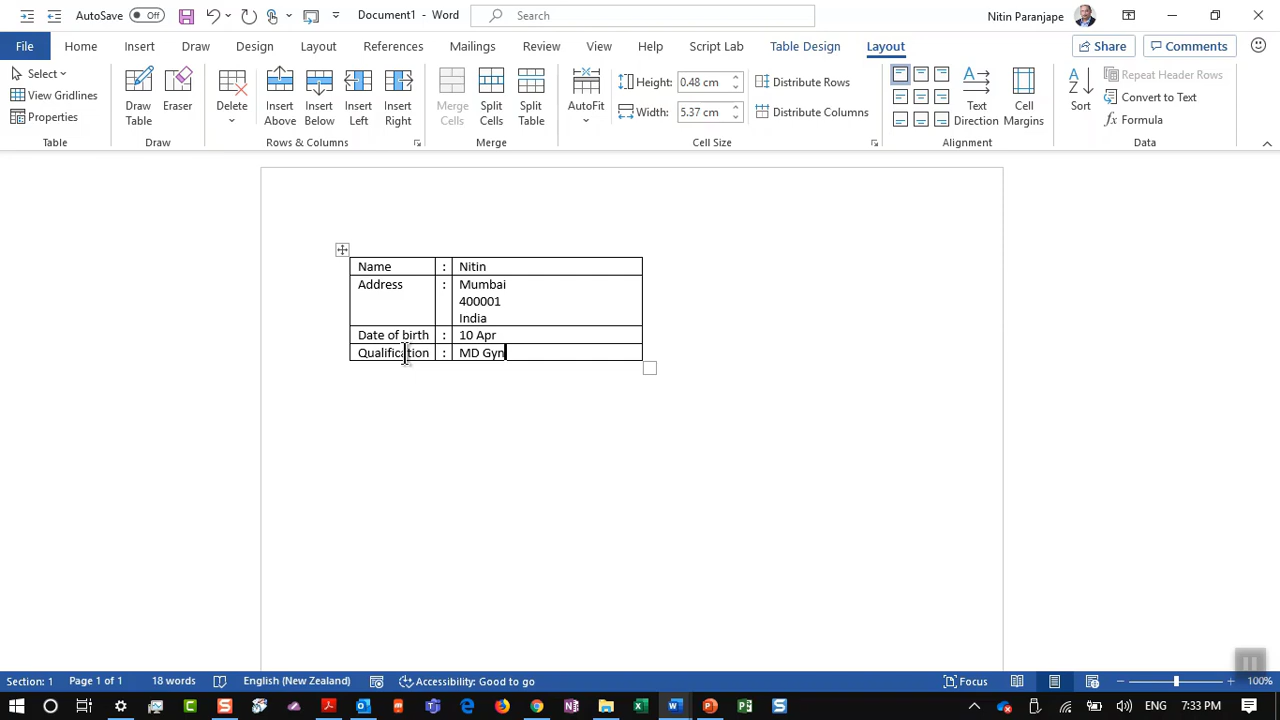 AutoSave Off Document1 - Word Search Nitin Paranjape
File Home Insert Draw Design Layout References Mailings Review View Help Script Lab Table Design Layout Share Comments
Select
View Gridlines
Properties
Table
Draw Table
Eraser
Draw
Delete
Insert Above
Insert Below
Insert Left
Insert Right
Rows & Columns
Merge Cells
Split Cells
Split Table
Merge
AutoFit
Height: 0.48 cm
Width: 5.37 cm
Distribute Rows
Distribute Columns
Cell Size
Text Direction
Cell Margins
Alignment
Sort
Repeat Header Rows
Convert to Text
Formula
Data
Name : Nitin
Address : Mumbai
400001
India
Date of birth : 10 Apr
Qualification : MD Gyn
Section: 1 Page 1 of 1 18 words English (New Zealand) Accessibility: Good to go Focus 100%
ENG 7:33 PM